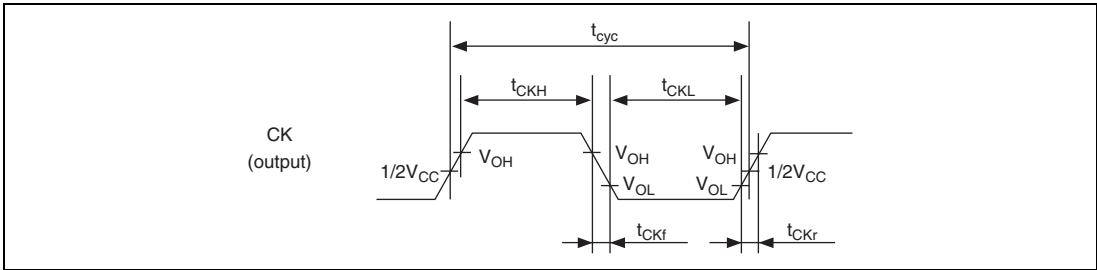 tcyc
tCKH
tCKL
CK
(output)
1/2VCC
VOH
VOH
VOL
VOH
VOL
1/2VCC
tCKf
tCKr